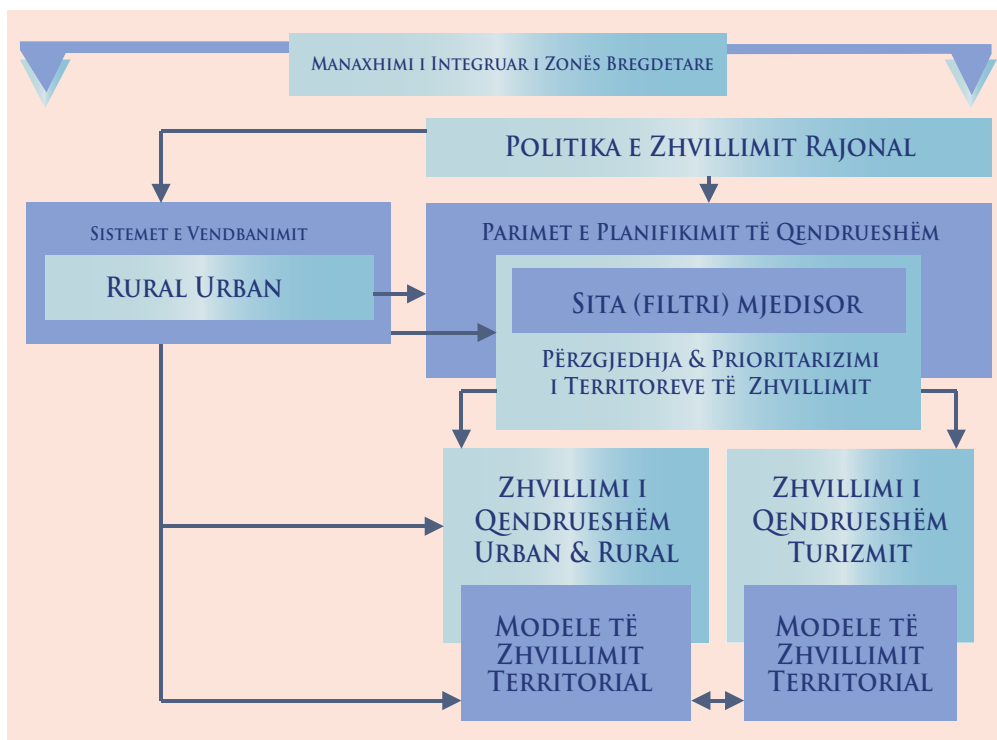 Manaxhimi i Integruar i Zonës Bregdetare
Politika e Zhvillimit Rajonal
Sistemet e Vendbanimit
Rural Urban
Parimet e Planifikimit të Qendrueshëm
Sita (filtri) mjedisor
Përzgjedhja & Prioritarizimi
i Territoreve të Zhvillimit
Zhvillimi i
Qendrueshëm
Urban & Rural
Modele të
Zhvillimit
Territorial
Zhvillimi i
Qendrueshëm
Turizmit
Modele të
Zhvillimit
Territorial